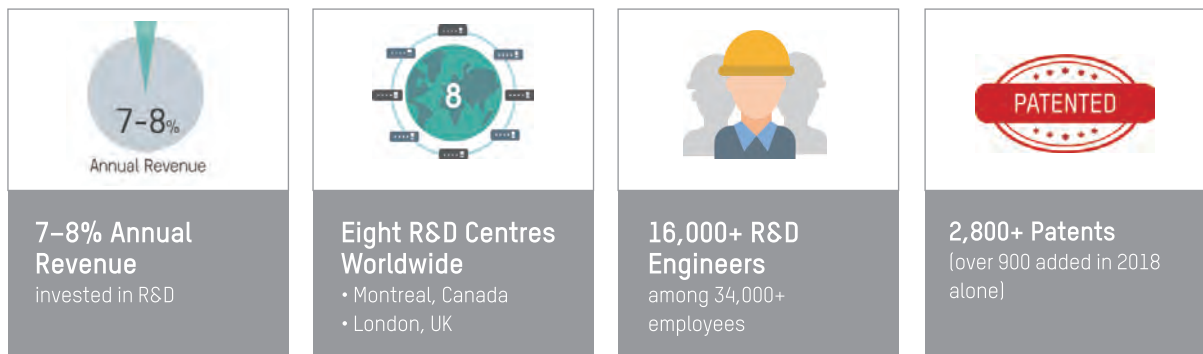 7-8%
Annual Revenue
7–8% Annual
Revenue
invested in R&D
8
Eight R&D Centres
Worldwide
• Montreal, Canada
• London, UK
16,000+ R&D
Engineers
among 34,000+
employees
PATENTED
2,800+ Patents
(over 900 added in 2018
alone)